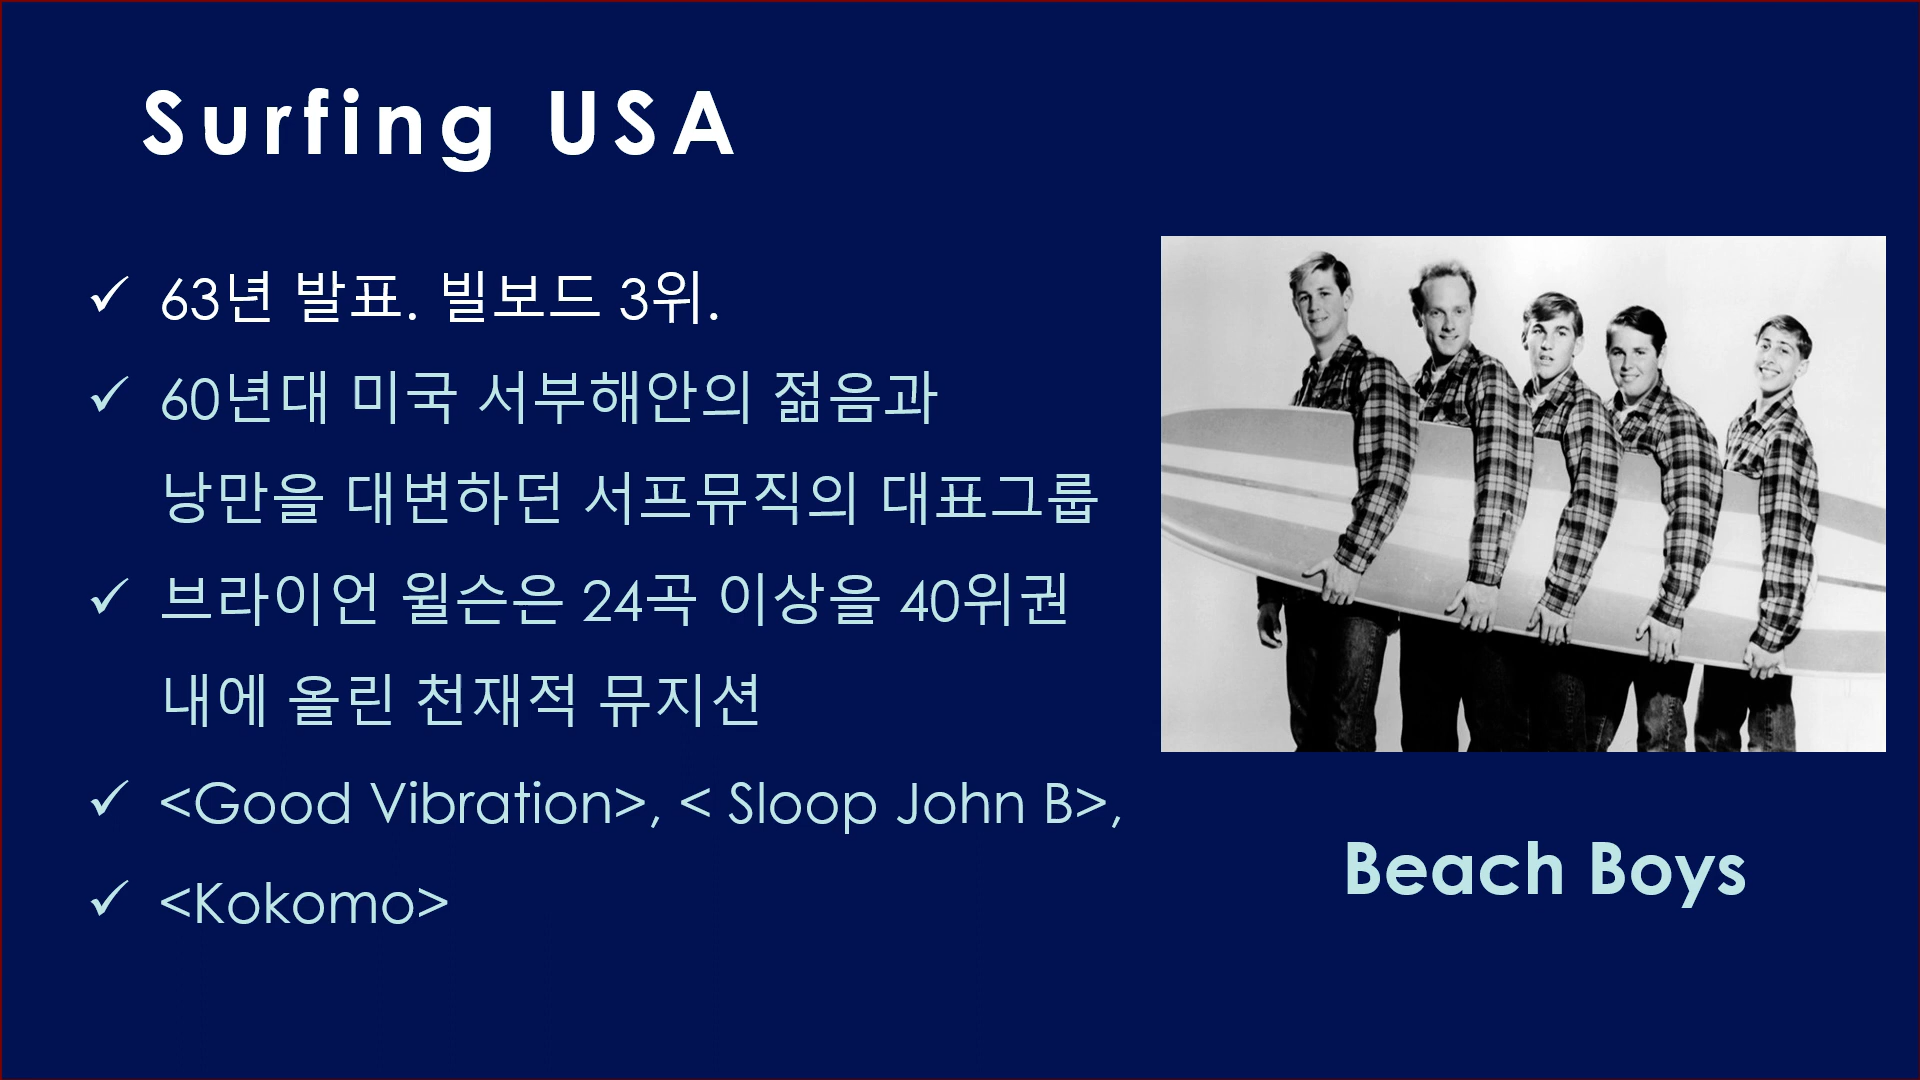 Surfing USA
✓ 63년 발표. 빌보드 3위.
✓ 60년대 미국 서부해안의 젊음과
낭만을 대변하던 서프뮤직의 대표그룹
✓ 브라이언 윌슨은 24곡 이상을 40위권
내에 올린 천재적 뮤지션
✓ <Good Vibration>, < Sloop John B>,
✓ <Kokomo>
Beach Boys